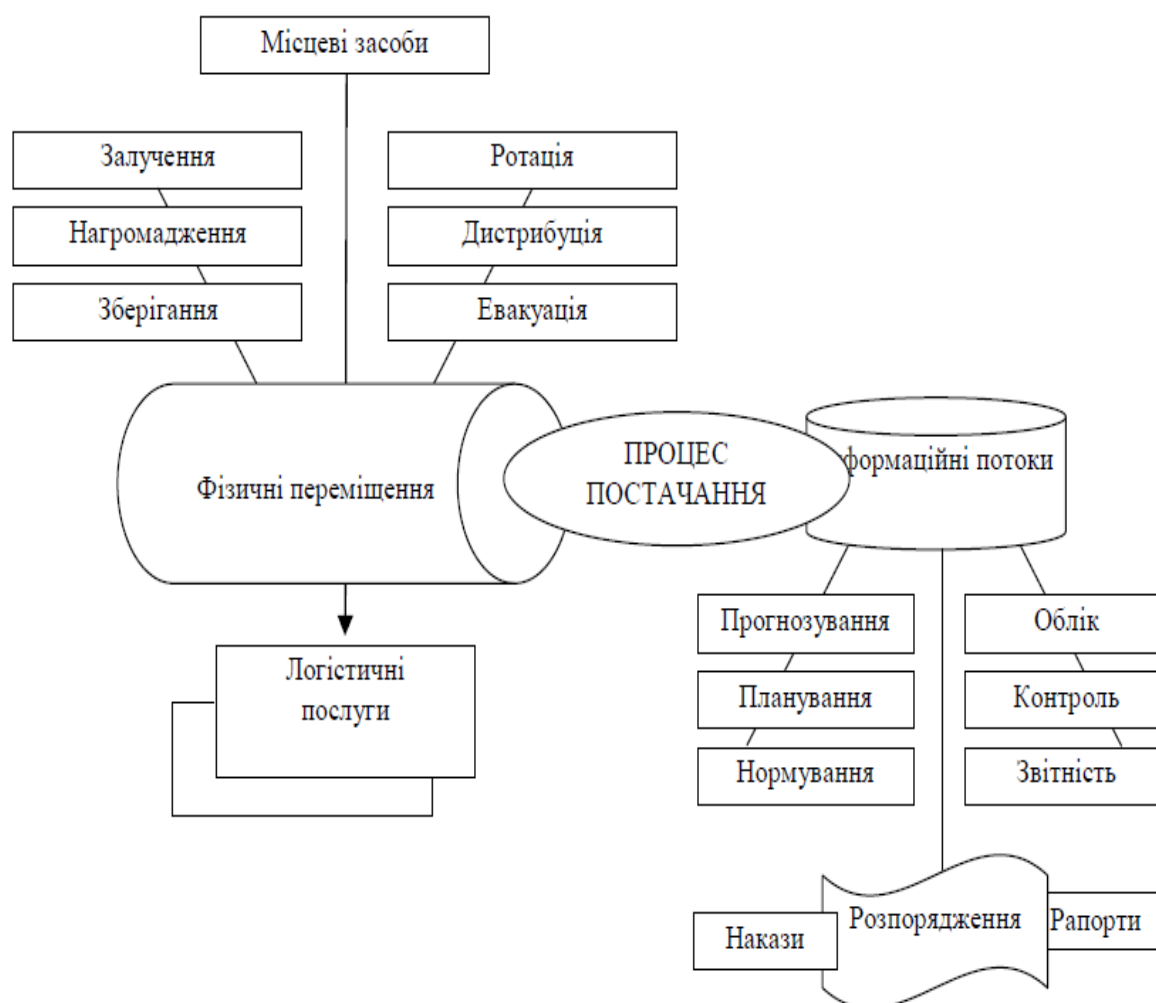 Місцеві засоби
Залучення
Ротація
Нагромадження
Дистрибуція
Зберігання
Евакуація
Фізичні переміщення
ПРОЦЕС
ПОСТАЧАННЯ
формаційні потоки
Логістичні
послуги
Прогнозування
Облік
Планування
Контроль
Нормування
Звітність
Накази
Розпорядження
Рапорти